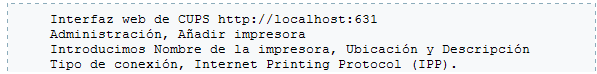 Interfaz web de CUPS http://localhost:631
Administración, Añadir impresora
Introducimos Nombre de la impresora, Ubicación y Descripción
Tipo de conexión, Internet Printing Protocol (IPP).